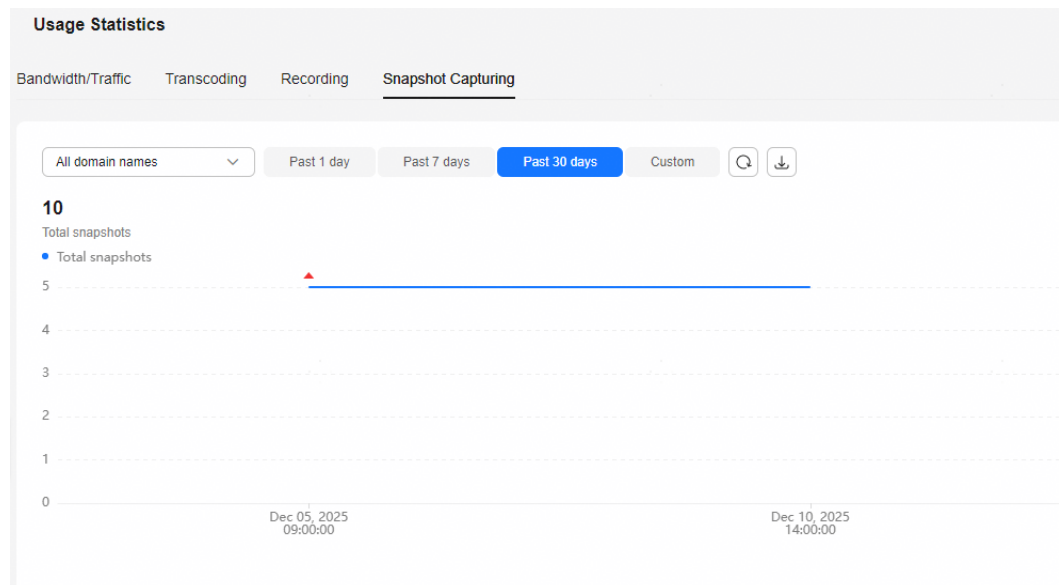 Usage Statistics
Bandwidth/Traffic Transcoding Recording Snapshot Capturing
All domain names Past 1 day Past 7 days Past 30 days Custom
10
Total snapshots
Total snapshots
5
4
3
2
1
0
Dec 05, 2025 Dec 10, 2025
09:00:00 14:00:00